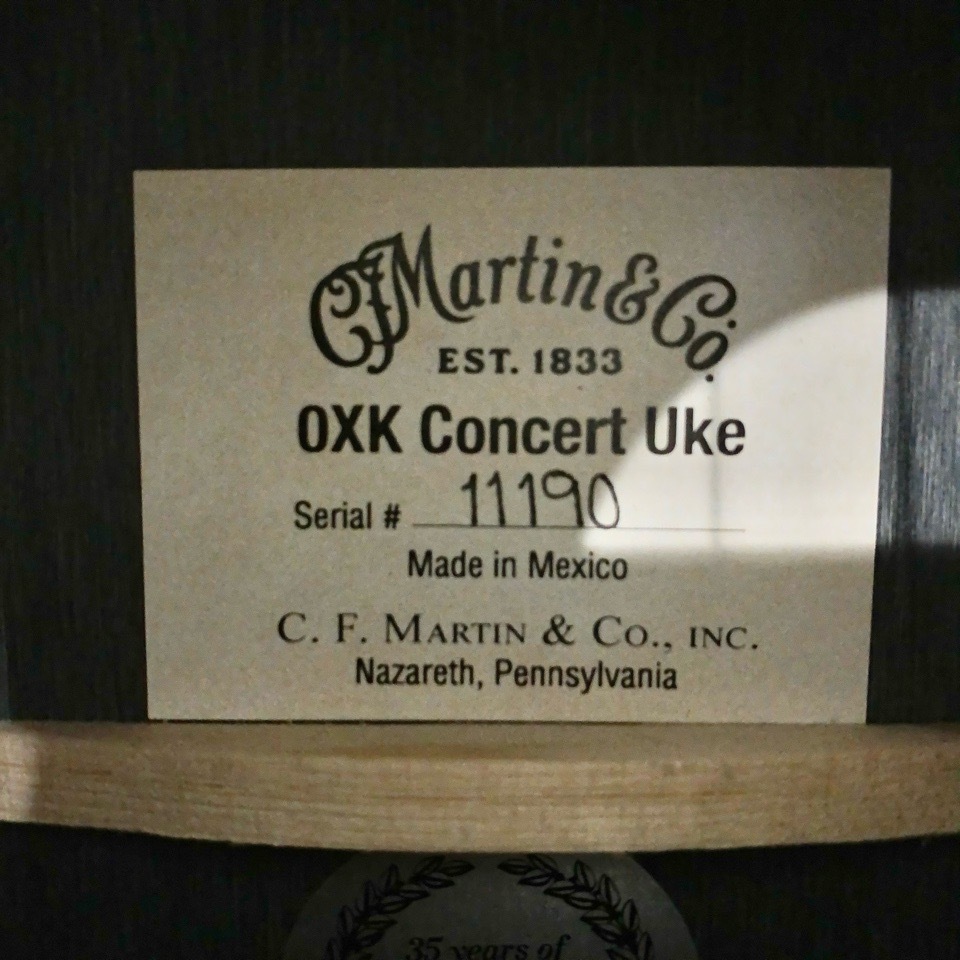 CFMartin & Co.
EST. 1833
0XK Concert Uke
Serial # 11190
Made in Mexico
C. F. MARTIN & CO., INC.
Nazareth, Pennsylvania
35 years of